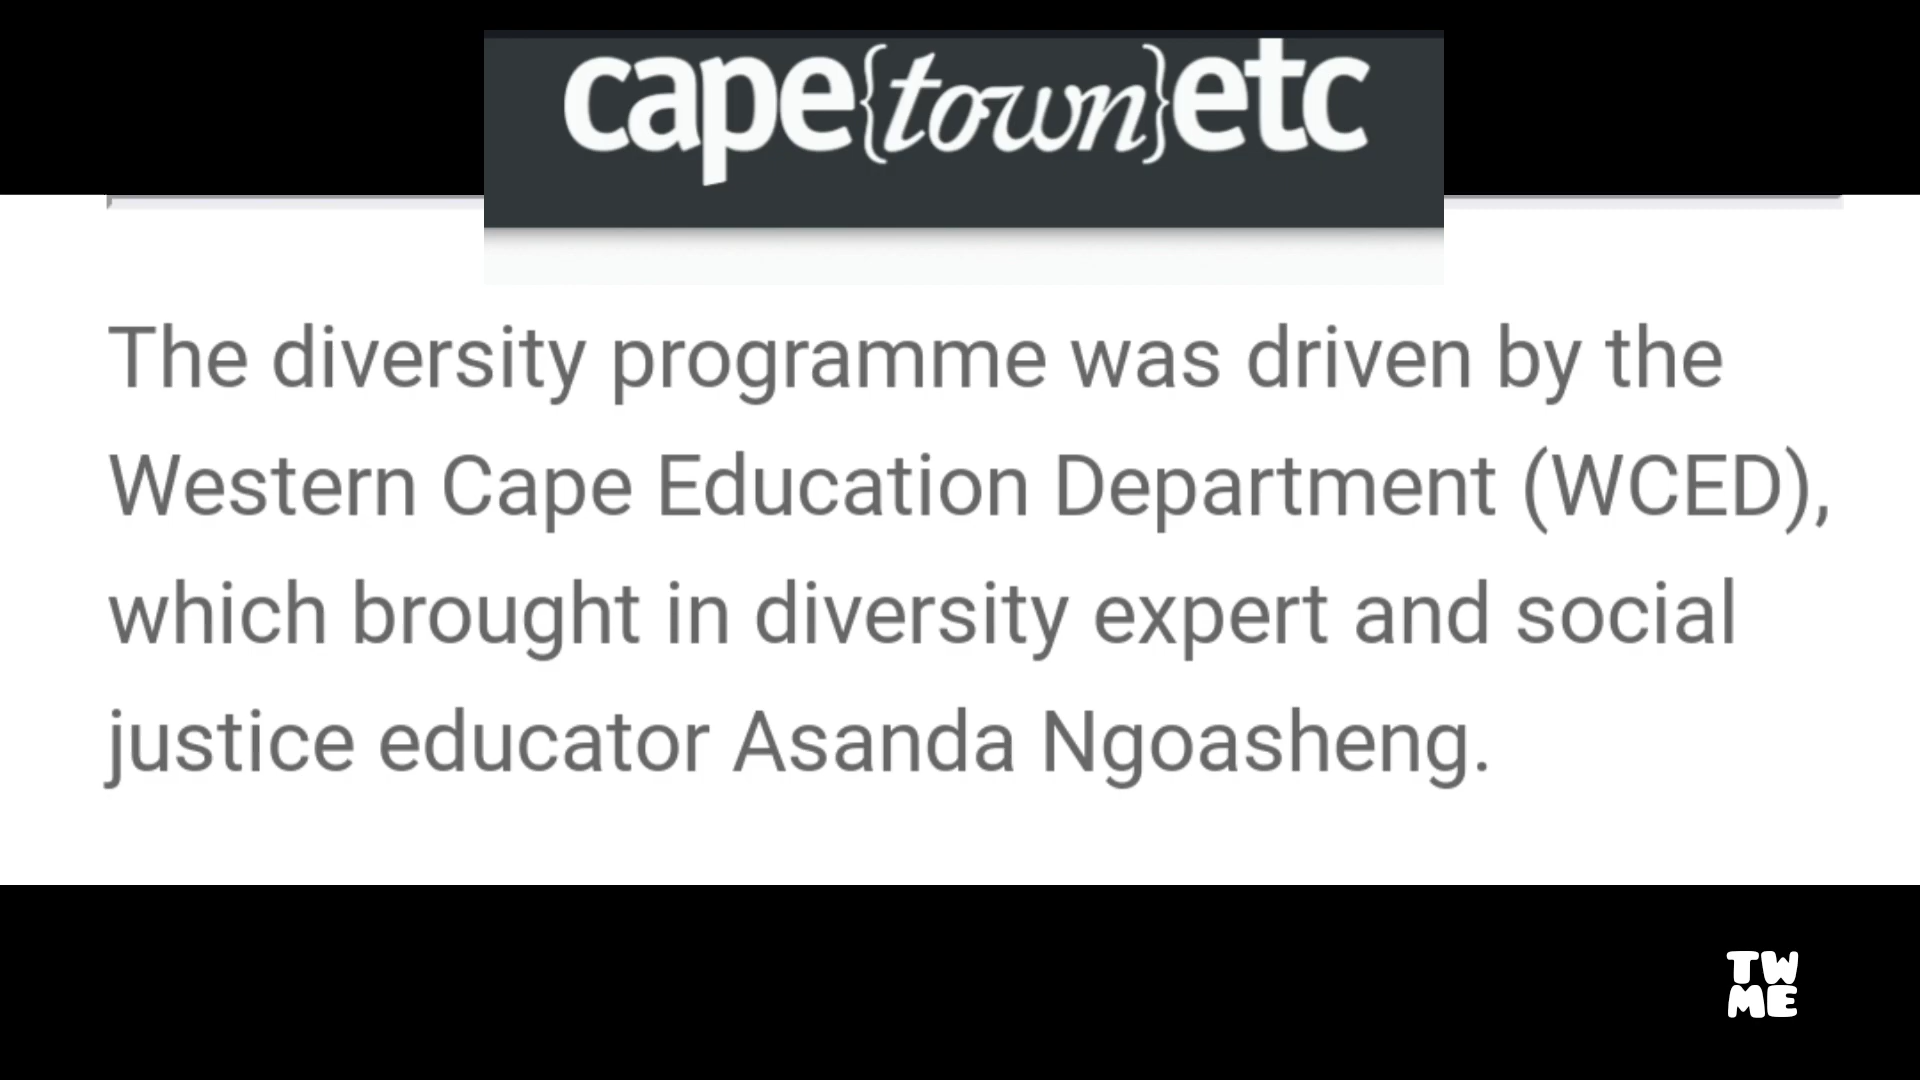 cape{town}etc
The diversity programme was driven by the
Western Cape Education Department (WCED),
which brought in diversity expert and social
justice educator Asanda Ngoasheng.
TW
ME